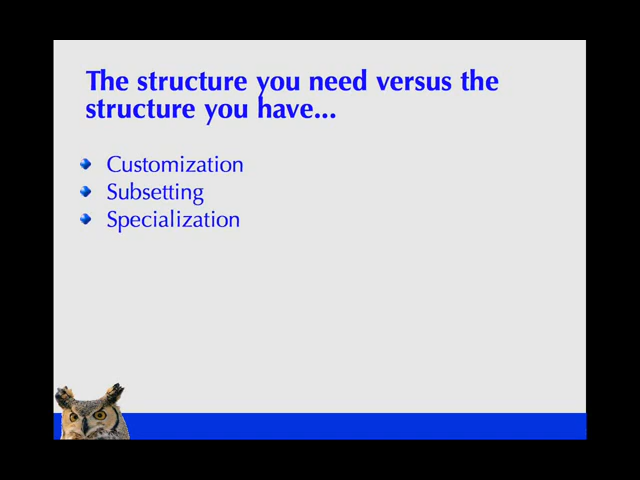 The structure you need versus the
structure you have...
Customization
Subsetting
Specialization